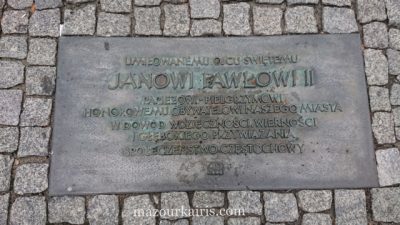 UMIŁOWANEMU OJCU ŚWIĘTEMU
JANOWI PAWŁOWI II
PAPIEŻOWI-PIELGRZYMOWI
HONOROWEMU OBYWATELOWI NASZEGO MIASTA
W DOWÓD WDZIĘCZNOŚCI, WIERNOŚCI
I GŁĘBOKIEGO PRZYWIĄZANIA
SPOŁECZEŃSTWO CZĘSTOCHOWY
mazourkairis.com